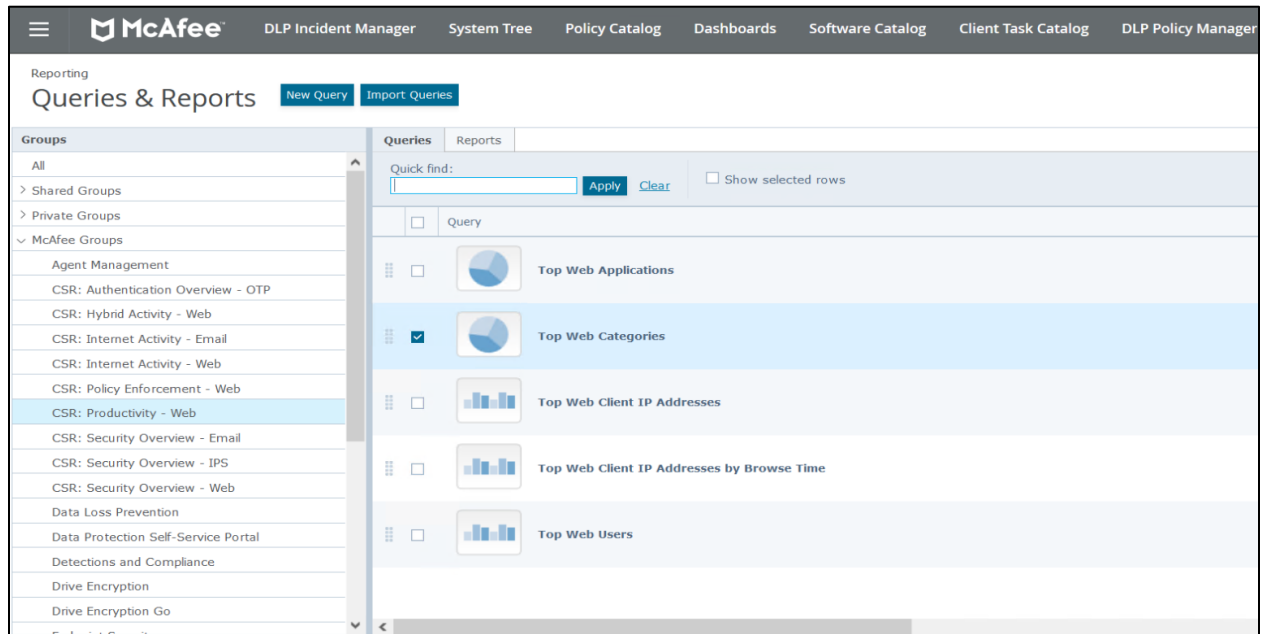 McAfee DLP Incident Manager System Tree Policy Catalog Dashboards Software Catalog Client Task Catalog DLP Policy Manager
Reporting
Queries & Reports New Query Import Queries
Groups
All
Shared Groups
Private Groups
McAfee Groups
Agent Management
CSR: Authentication Overview - OTP
CSR: Hybrid Activity - Web
CSR: Internet Activity - Email
CSR: Internet Activity - Web
CSR: Policy Enforcement - Web
CSR: Productivity - Web
CSR: Security Overview - Email
CSR: Security Overview - IPS
CSR: Security Overview - Web
Data Loss Prevention
Data Protection Self-Service Portal
Detections and Compliance
Drive Encryption
Drive Encryption Go
Queries Reports
Quick find:
Apply Clear Show selected rows
Query
Top Web Applications
Top Web Categories
Top Web Client IP Addresses
Top Web Client IP Addresses by Browse Time
Top Web Users